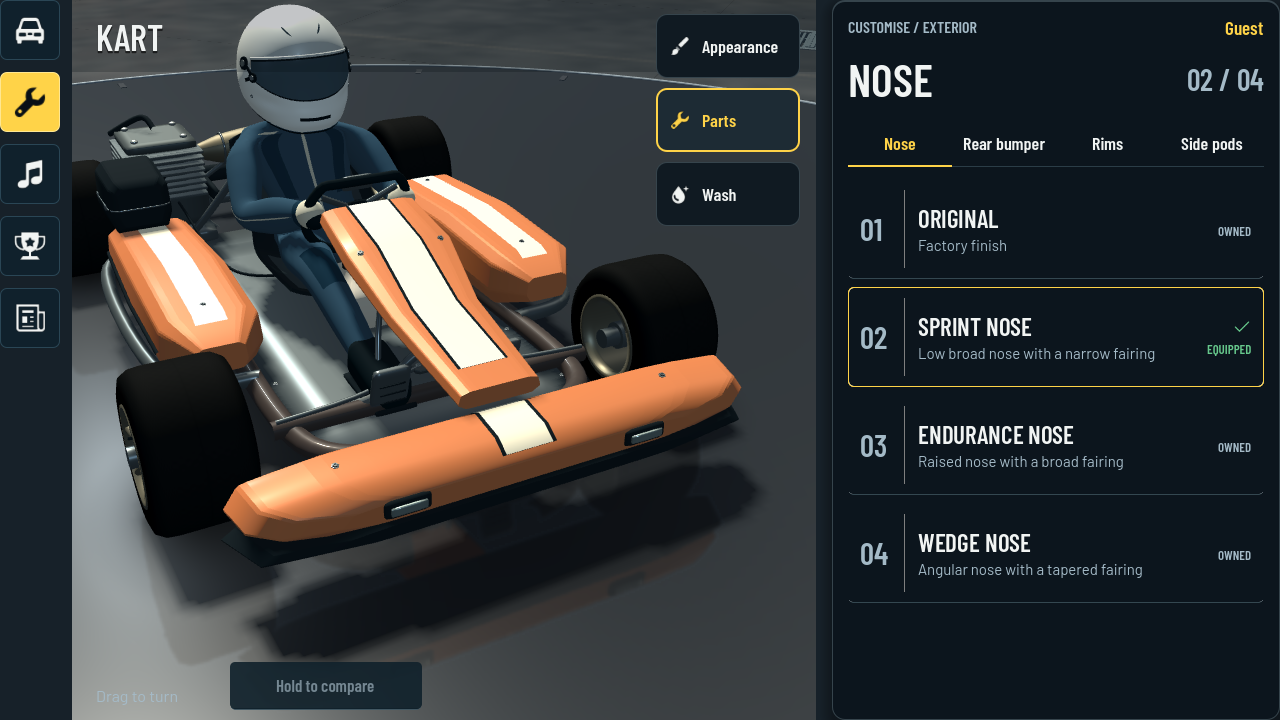 KART
Appearance
Parts
Wash
Drag to turn
Hold to compare
CUSTOMISE / EXTERIOR
Guest
NOSE
02 / 04
Nose
Rear bumper
Rims
Side pods
01
ORIGINAL
Factory finish
OWNED
02
SPRINT NOSE
Low broad nose with a narrow fairing
EQUIPPED
03
ENDURANCE NOSE
Raised nose with a broad fairing
OWNED
04
WEDGE NOSE
Angular nose with a tapered fairing
OWNED